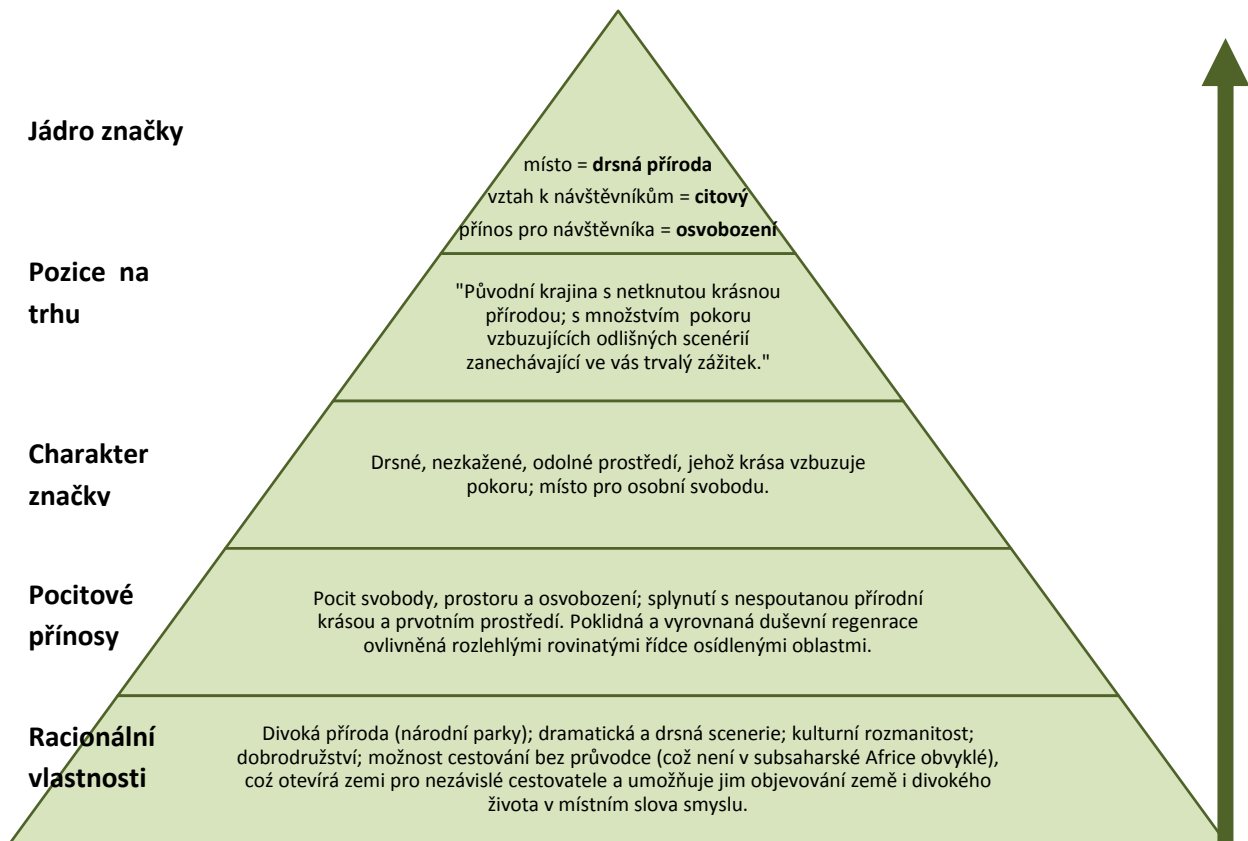 Jádro značky
místo = drsná příroda
vztah k návštěvníkům = citový
přínos pro návštěvníka = osvobození
Pozice na
trhu
"Původní krajina s netknutou krásnou
přírodou; s množstvím pokoru
vzbuzujících odlišných scenérií
zanechávající ve vás trvalý zážitek."
Charakter
značky
Drsné, nezkažené, odolné prostředí, jehož krása vzbuzuje
pokoru; místo pro osobní svobodu.
Pocitové
přínosy
Pocit svobody, prostoru a osvobození; splynutí s nespoutanou přírodní
krásou a prvotním prostředí. Poklidná a vyrovnaná duševní regenrace
ovlivněná rozlehlými rovinatými řídce osídlenými oblastmi.
Racionální
vlastnosti
Divoká příroda (národní parky); dramatická a drsná scenerie; kulturní rozmanitost;
dobrodružství; možnost cestování bez průvodce (což není v subsaharské Africe obvyklé),
což otevírá zemi pro nezávislé cestovatele a umožňuje jim objevování země i divokého
života v místním slova smyslu.